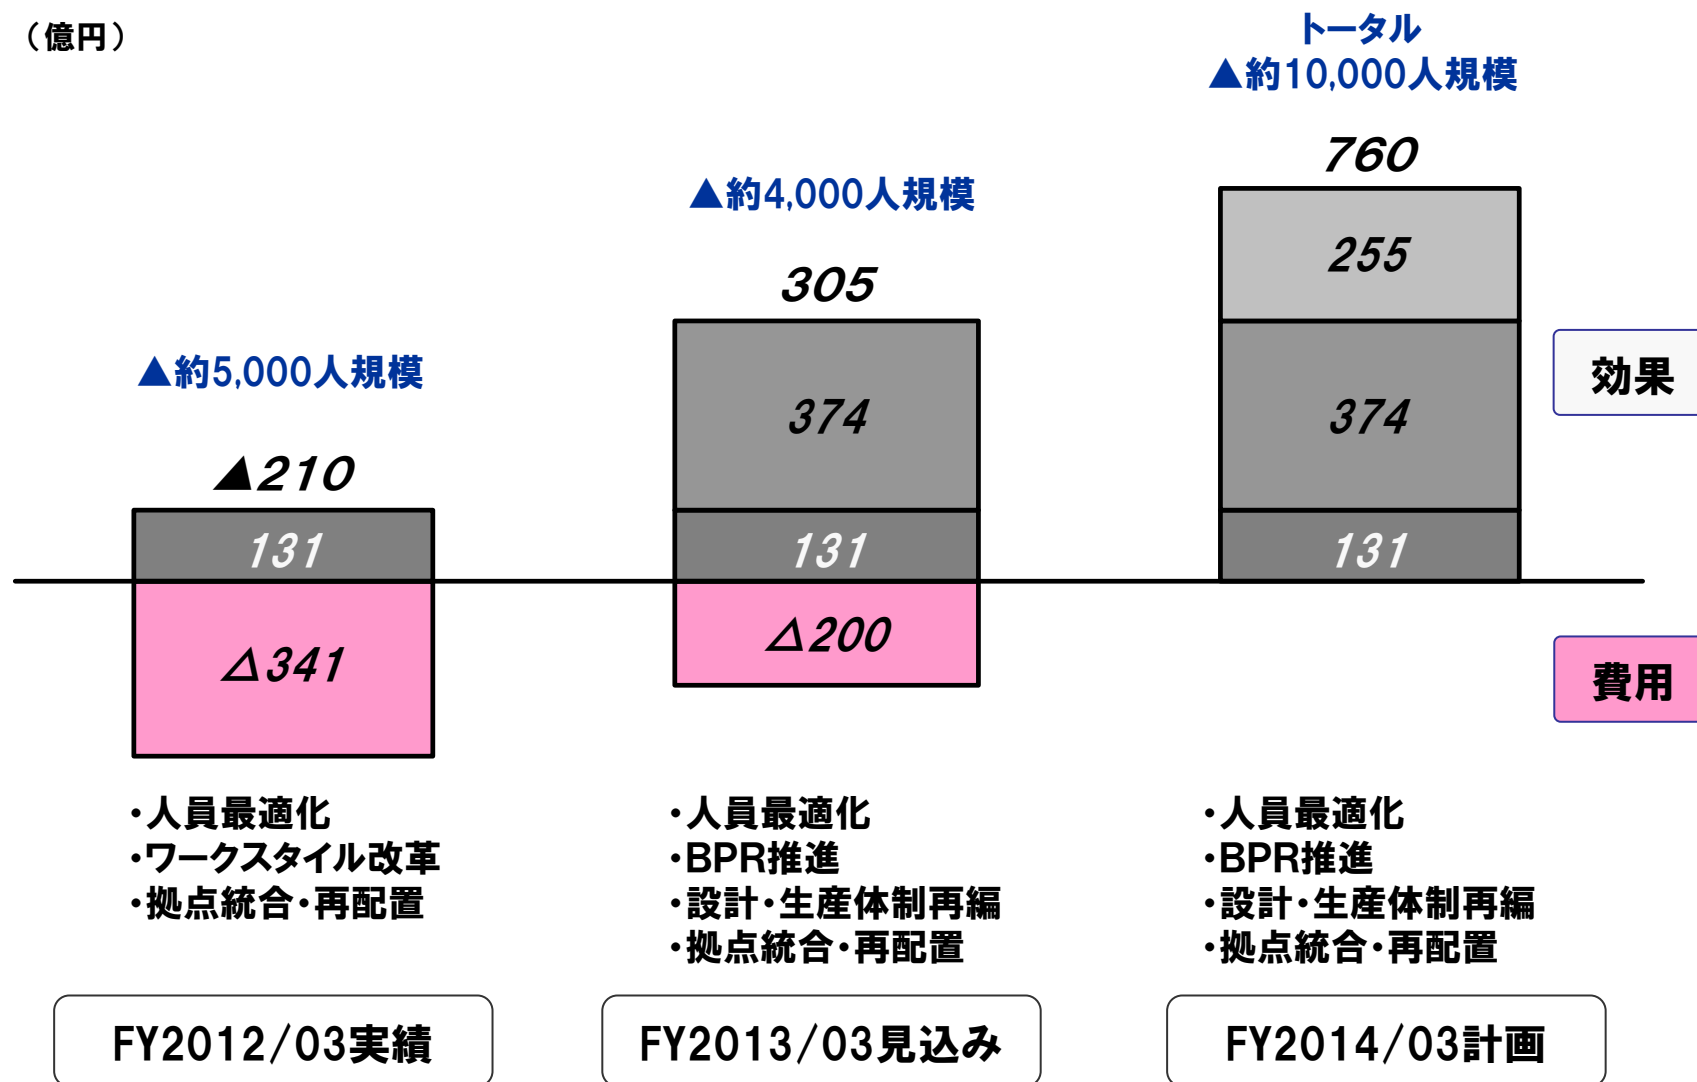 （億円）
トータル
▲約10,000人規模
760
255
374
131
▲約4,000人規模
305
374
131
△200
▲約5,000人規模
▲210
131
△341
効果
費用
・人員最適化
・ワークスタイル改革
・拠点統合・再配置
・人員最適化
・BPR推進
・設計・生産体制再編
・拠点統合・再配置
・人員最適化
・BPR推進
・設計・生産体制再編
・拠点統合・再配置
FY2012/03実績
FY2013/03見込み
FY2014/03計画